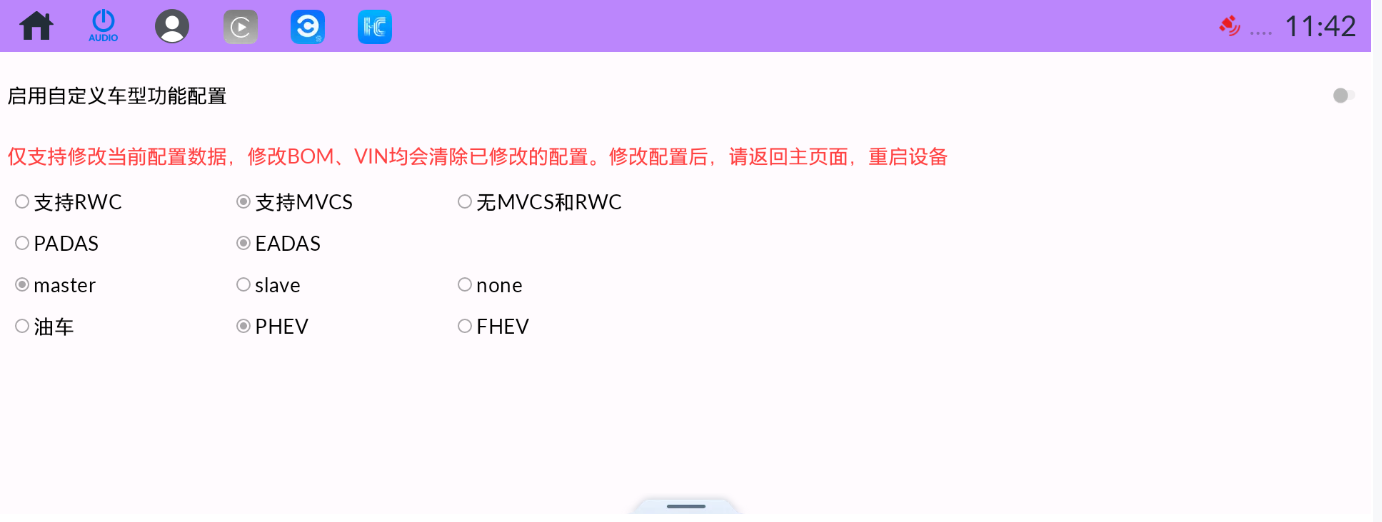 AUDIO HC .... 11:42
启用自定义车型功能配置
仅支持修改当前配置数据，修改BOM、VIN均会清除已修改的配置。修改配置后，请返回主页面，重启设备
支持RWC 支持MVCS 无MVCS和RWC
PADAS EADAS
master slave none
油车 PHEV FHEV